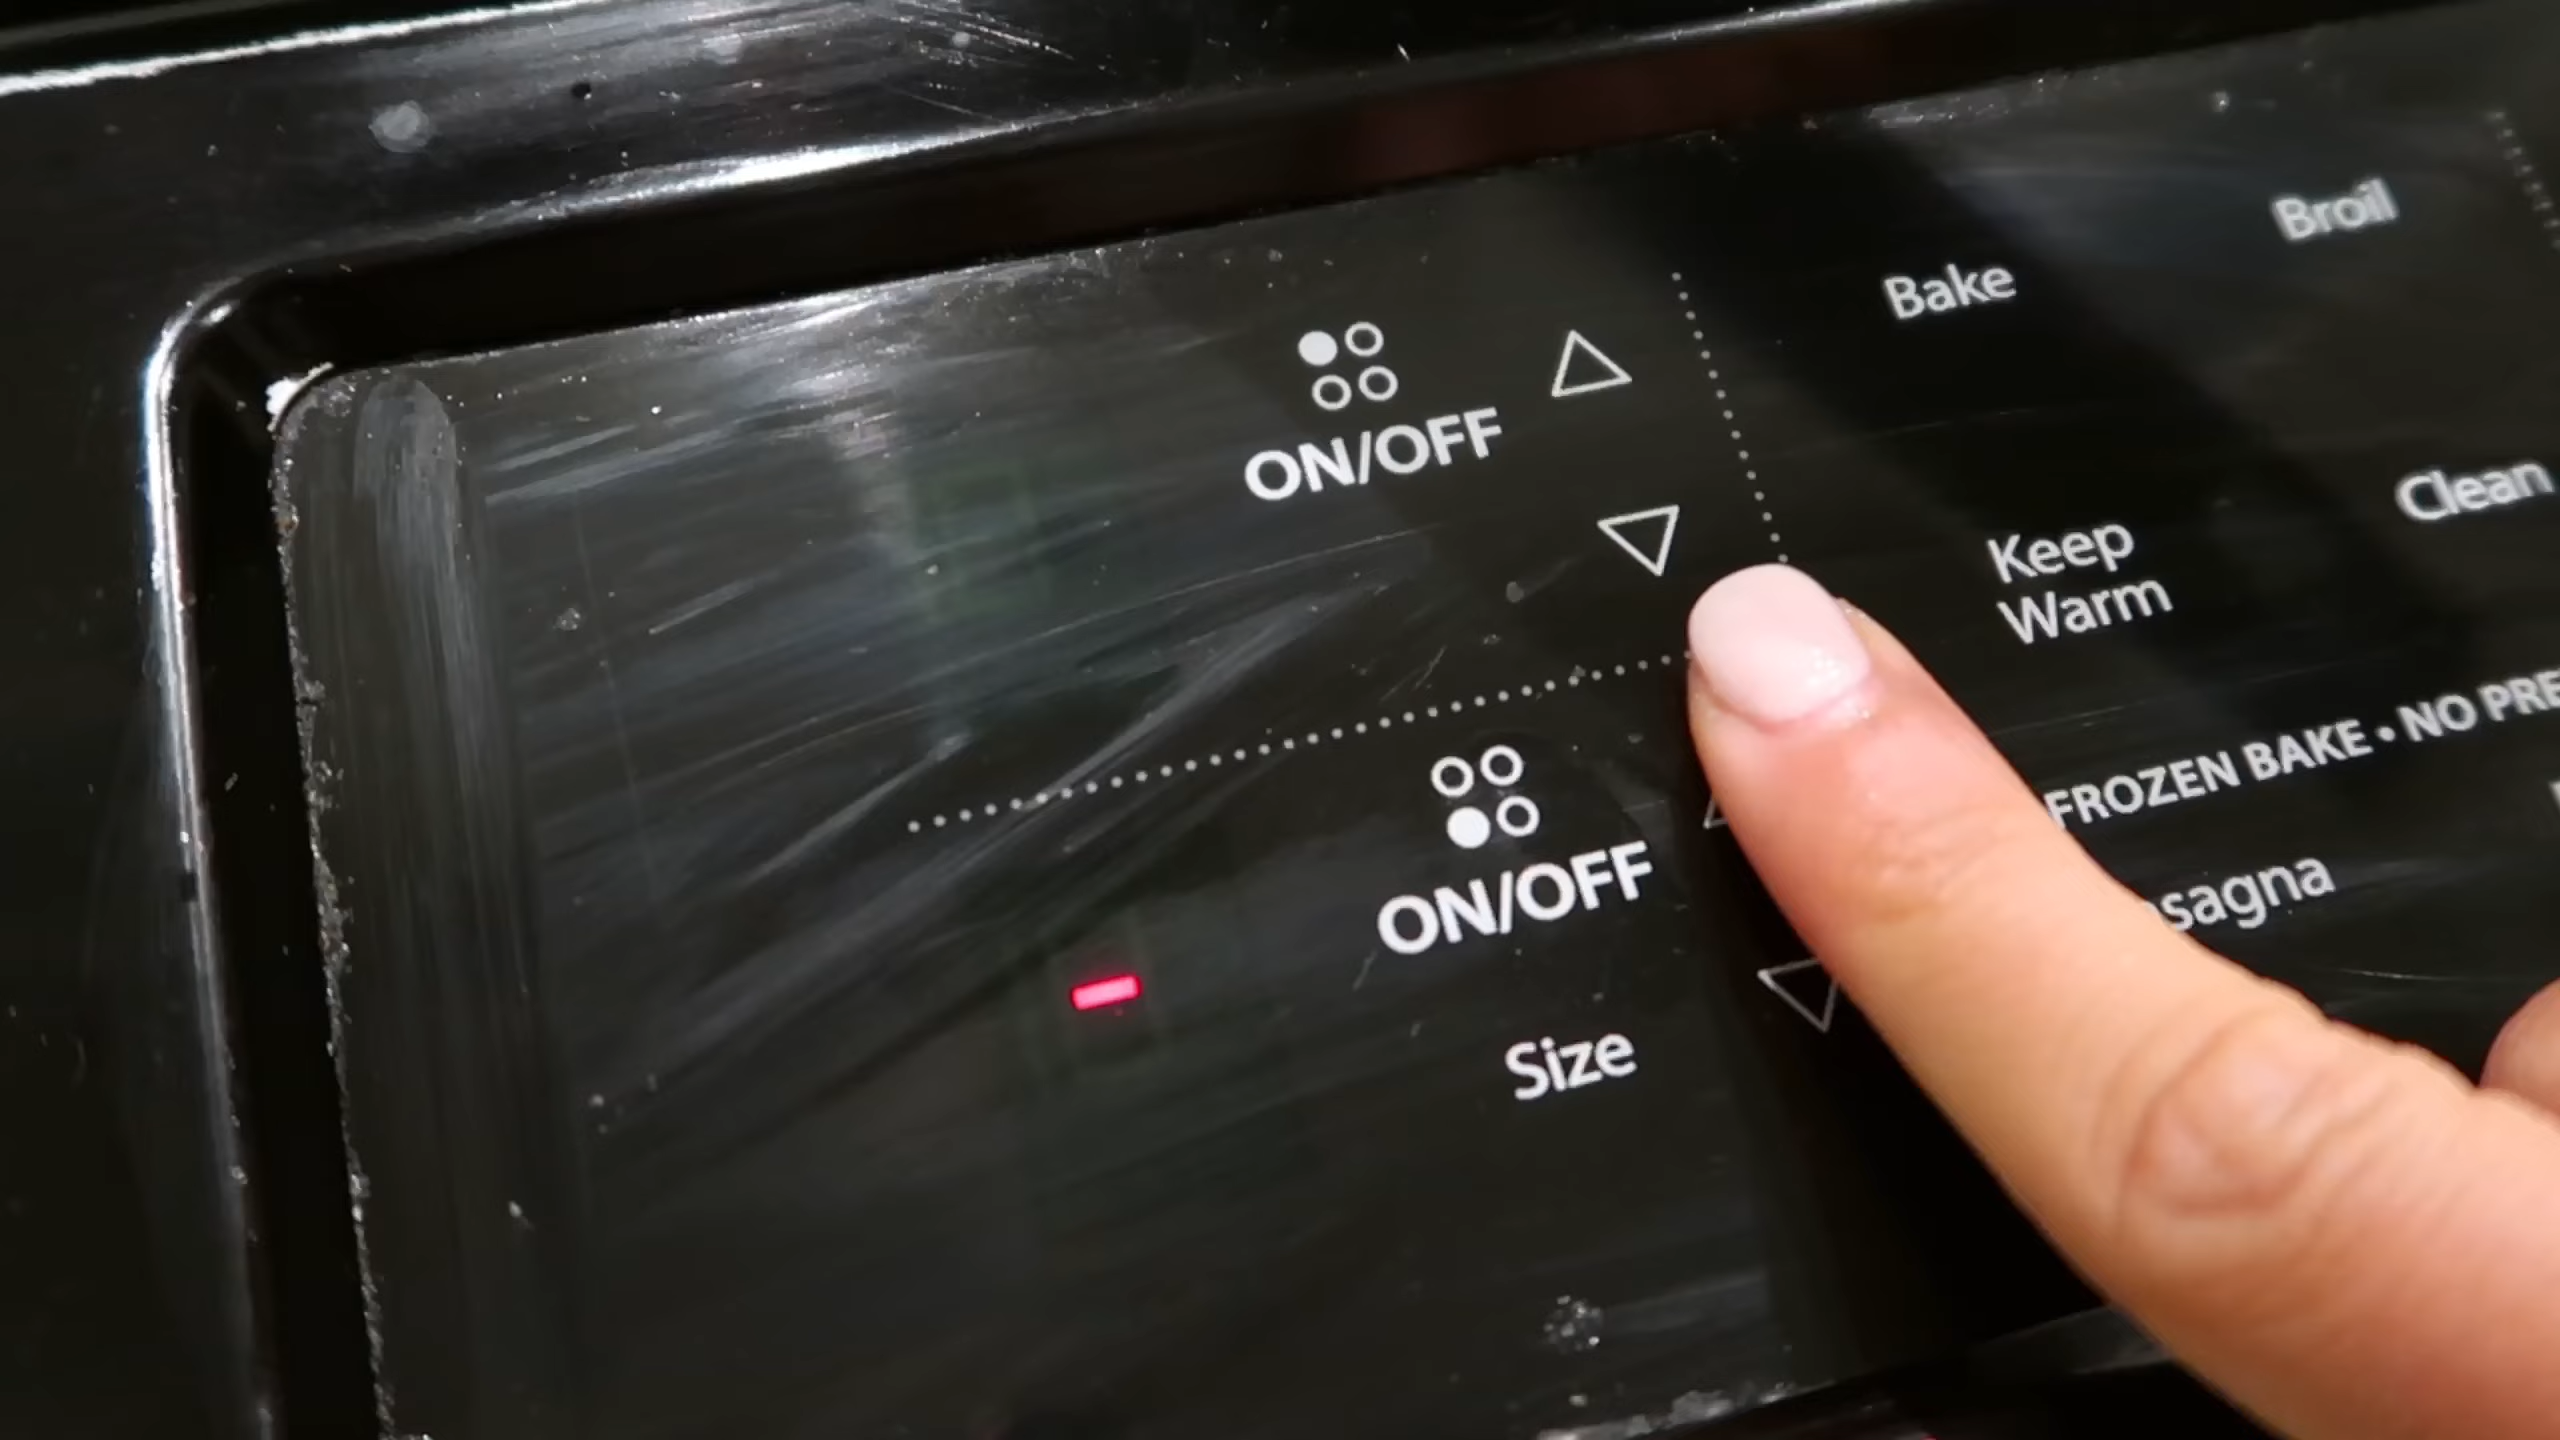 Broil
Bake
ON/OFF
Clean
Keep
Warm
FROZEN BAKE • NO PRE
sagna
ON/OFF
Size